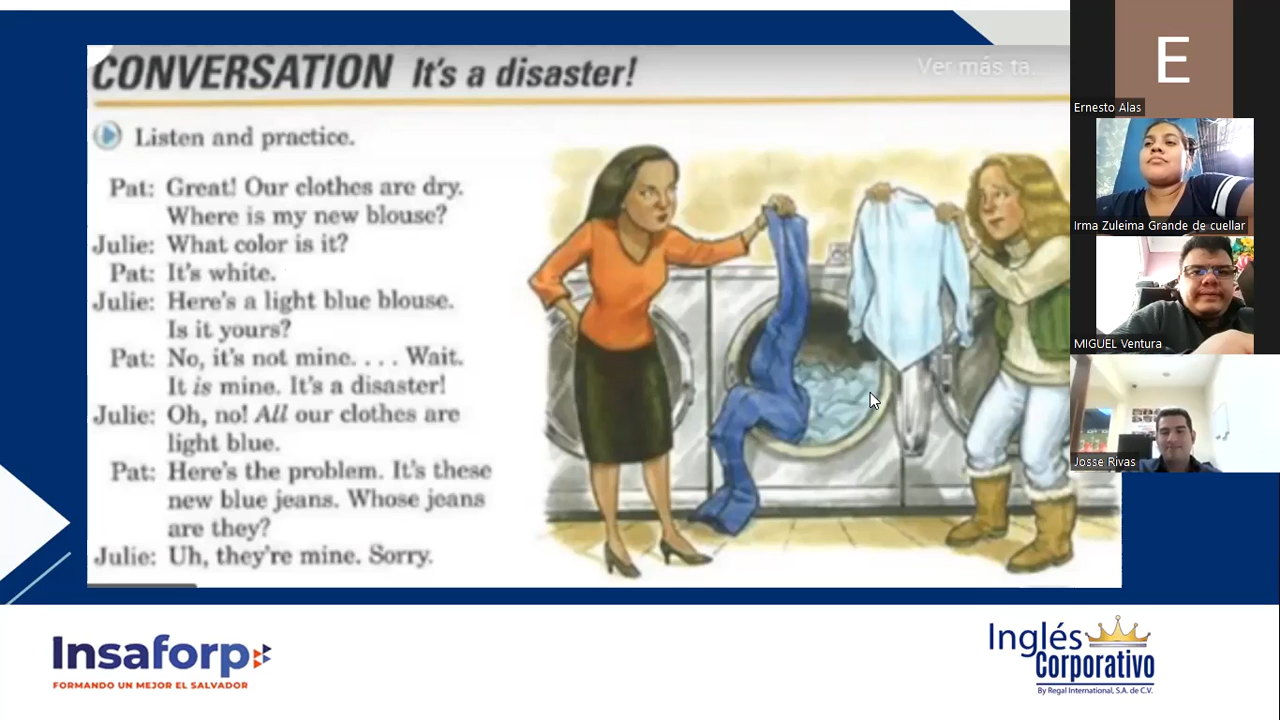 CONVERSATION It's a disaster!
Ver más ta...
Listen and practice.
Pat: Great! Our clothes are dry.
Where is my new blouse?
Julie: What color is it?
Pat: It's white.
Julie: Here's a light blue blouse.
Is it yours?
Pat: No, it's not mine. . . . Wait.
It is mine. It's a disaster!
Julie: Oh, no! All our clothes are
light blue.
Pat: Here's the problem. It's these
new blue jeans. Whose jeans
are they?
Julie: Uh, they're mine. Sorry.
E
Ernesto Alas
Irma Zuleima Grande de cuellar
MIGUEL Ventura
Josse Rivas
Insaforp
FORMANDO UN MEJOR EL SALVADOR
Inglés
Corporativo
By Regal International, S.A. de C.V.